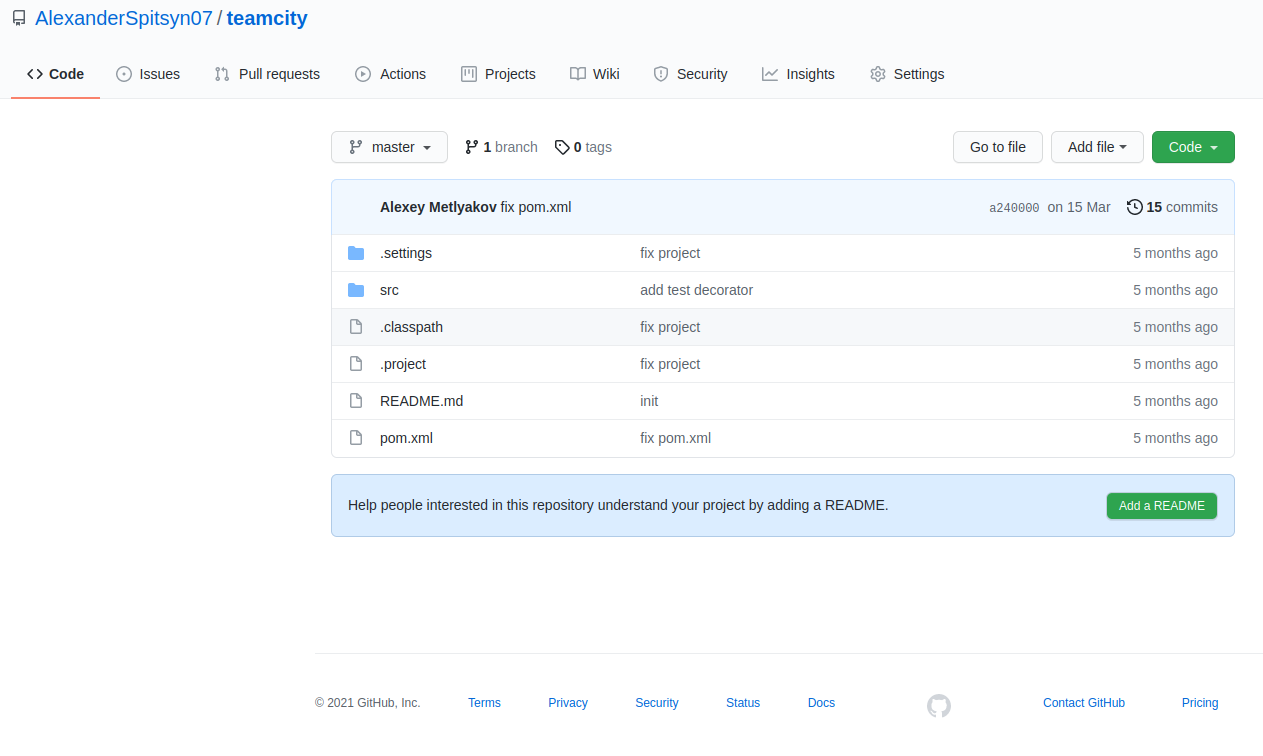 AlexanderSpitsyn07 / teamcity
Code Issues Pull requests Actions Projects Wiki Security Insights Settings
master 1 branch 0 tags Go to file Add file Code
Alexey Metlyakov fix pom.xml a240000 on 15 Mar 15 commits
.settings fix project 5 months ago
src add test decorator 5 months ago
.classpath fix project 5 months ago
.project fix project 5 months ago
README.md init 5 months ago
pom.xml fix pom.xml 5 months ago
Help people interested in this repository understand your project by adding a README. Add a README
© 2021 GitHub, Inc. Terms Privacy Security Status Docs Contact GitHub Pricing